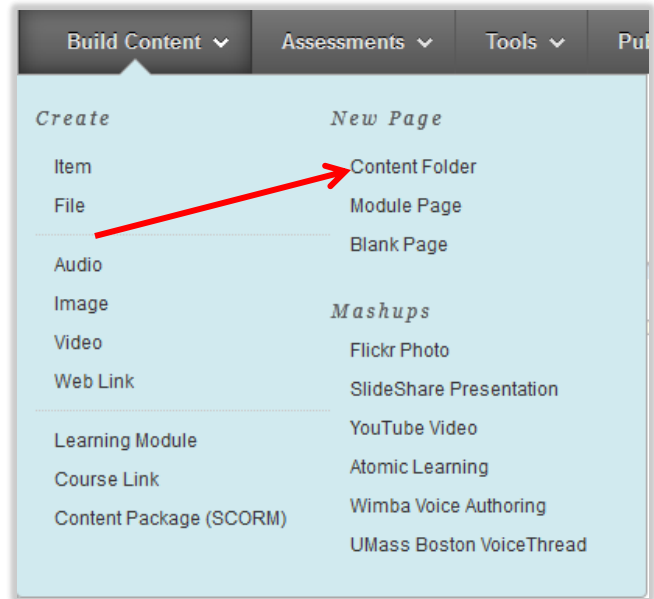 Build Content Assessments Tools
Create
Item
File
Audio
Image
Video
Web Link
Learning Module
Course Link
Content Package (SCORM)
New Page
Content Folder
Module Page
Blank Page
Mashups
Flickr Photo
SlideShare Presentation
YouTube Video
Atomic Learning
Wimba Voice Authoring
UMass Boston VoiceThread